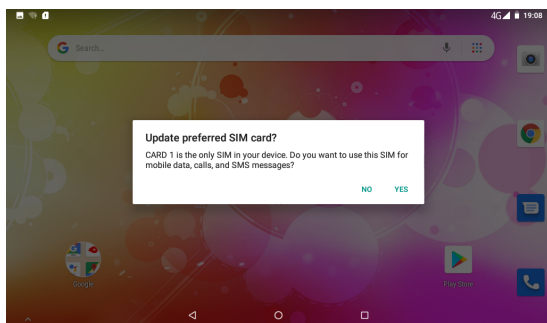 4G 19:08
G Search...
Update preferred SIM card?
CARD 1 is the only SIM in your device. Do you want to use this SIM for
mobile data, calls, and SMS messages?
NO YES
Google Play Store